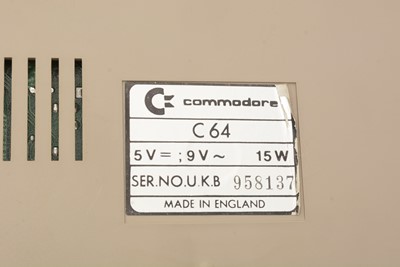 commodore
C64
5V⎓ ; 9V~ 15W
SER.NO.U.K.B 958137
MADE IN ENGLAND